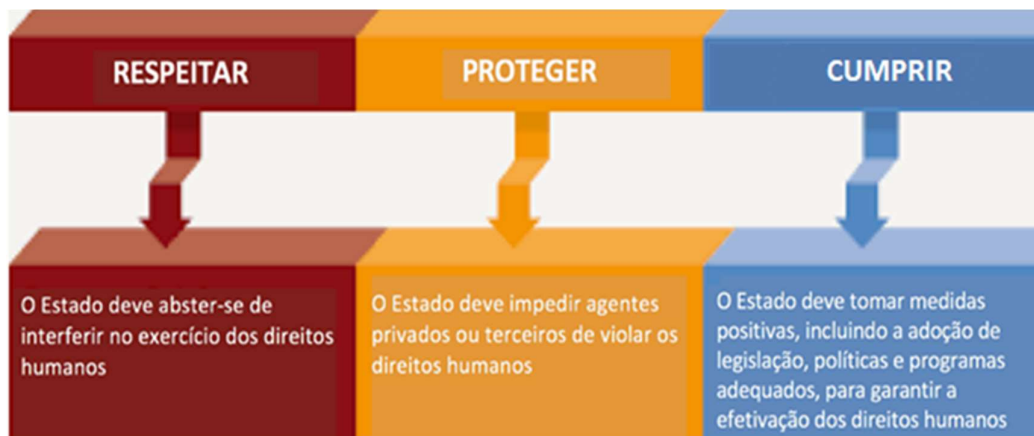 RESPEITAR
PROTEGER
CUMPRIR
O Estado deve abster-se de
interferir no exercício dos direitos
humanos
O Estado deve impedir agentes
privados ou terceiros de violar os
direitos humanos
O Estado deve tomar medidas
positivas, incluindo a adoção de
legislação, políticas e programas
adequados, para garantir a
efetivação dos direitos humanos